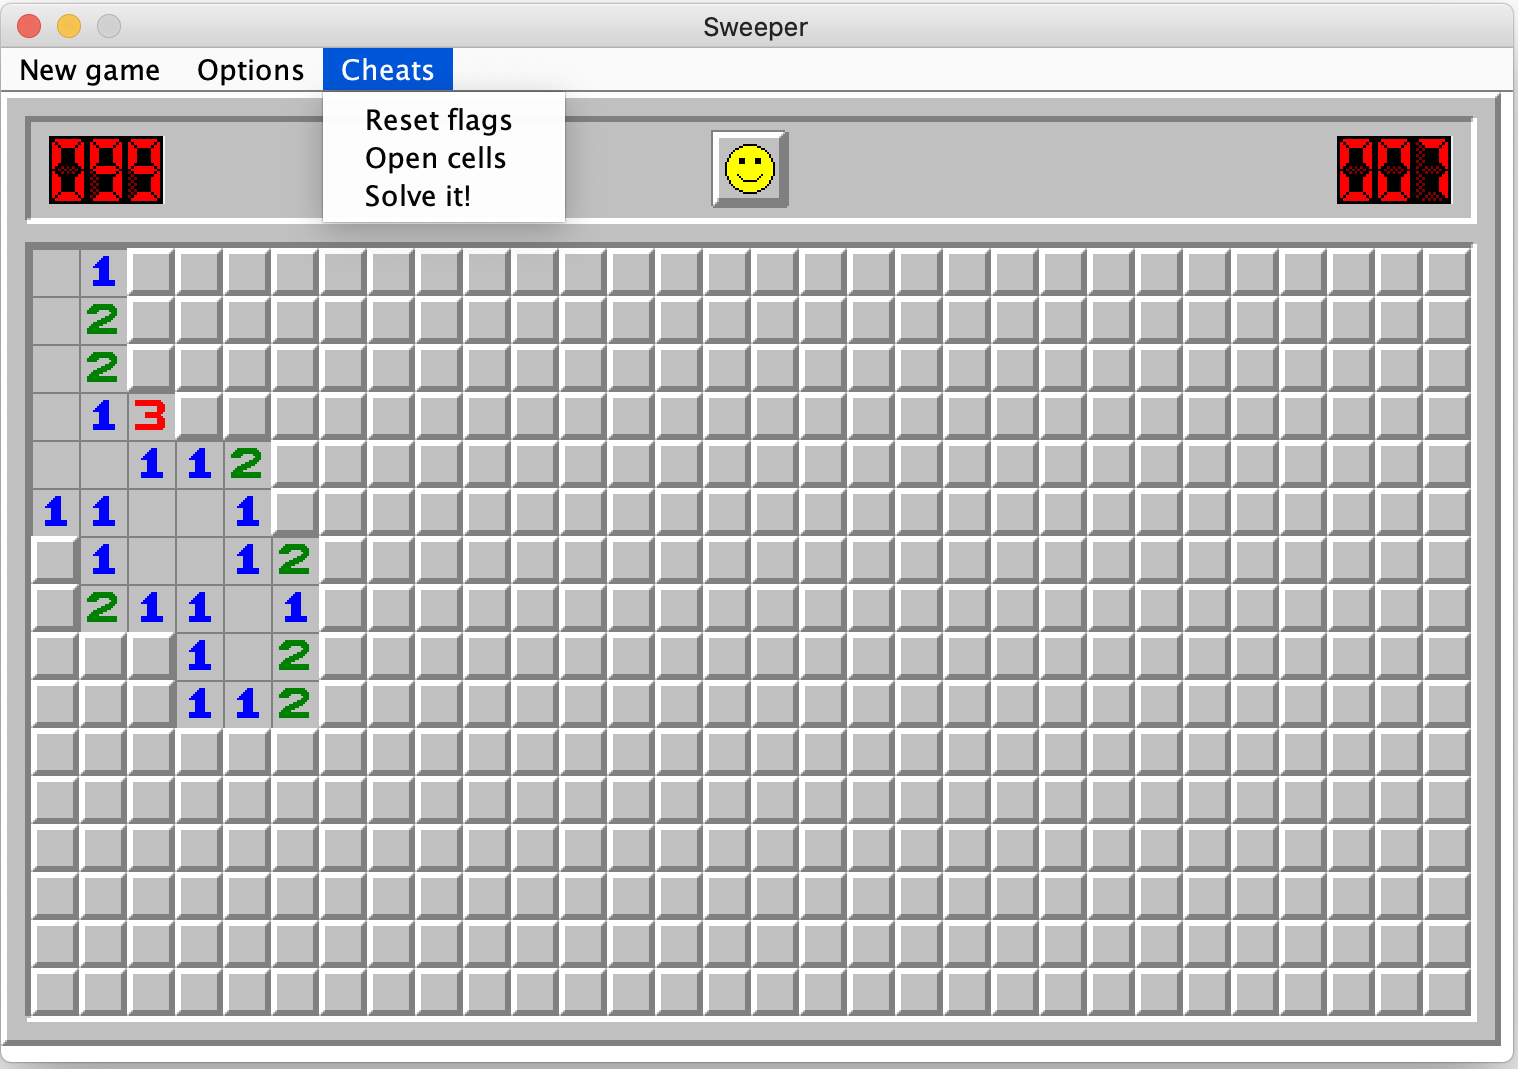 Sweeper
New game Options Cheats
Reset flags
Open cells
Solve it!
1
2
2
1 3
1 1 2
1 1 1
1 1 2
2 1 1 1
1 2
1 1 2